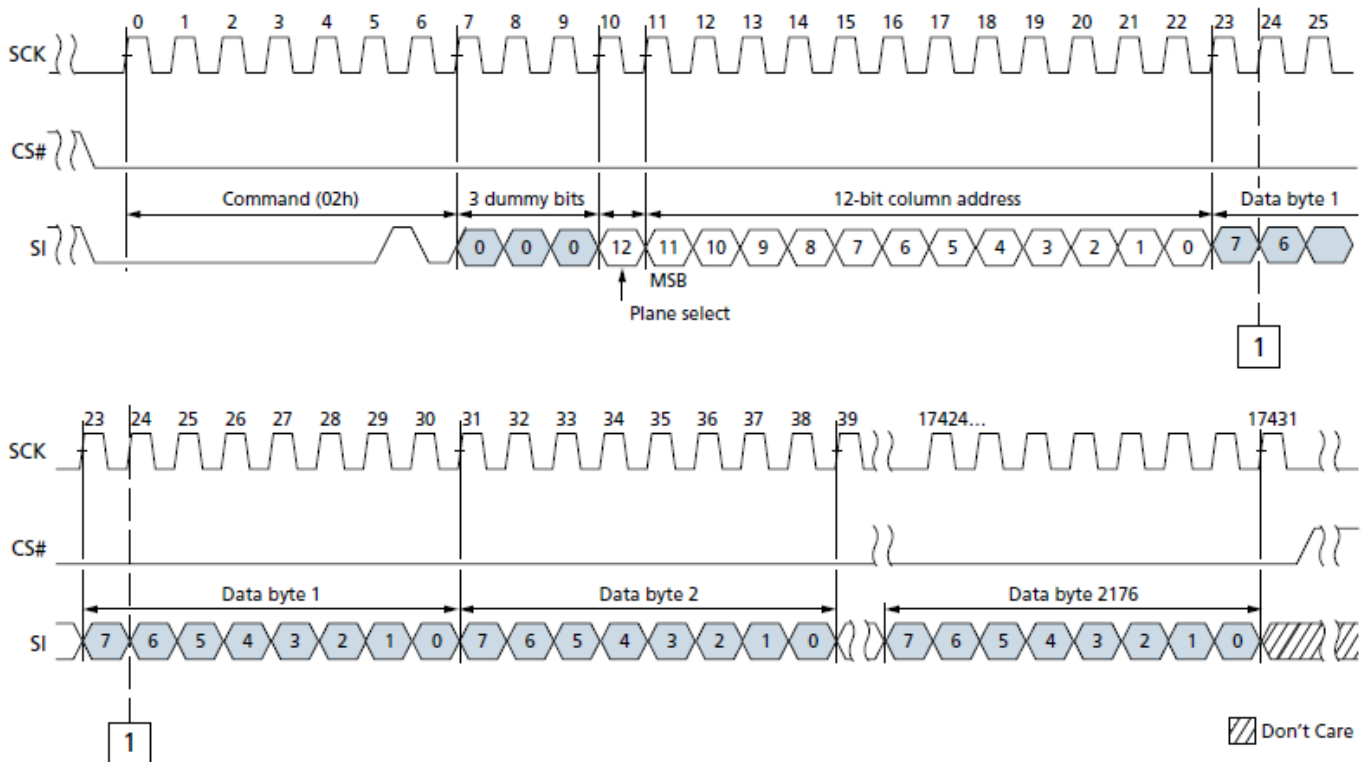 0 1 2 3 4 5 6 7 8 9 10 11 12 13 14 15 16 17 18 19 20 21 22 23 24 25
SCK
CS#
Command (02h) 3 dummy bits 12-bit column address Data byte 1
SI 0 0 0 12 11 10 9 8 7 6 5 4 3 2 1 0 7 6
MSB
Plane select
1
23 24 25 26 27 28 29 30 31 32 33 34 35 36 37 38 39 17424... 17431
SCK
CS#
Data byte 1 Data byte 2 Data byte 2176
SI 7 6 5 4 3 2 1 0 7 6 5 4 3 2 1 0 7 6 5 4 3 2 1 0
1
Don't Care